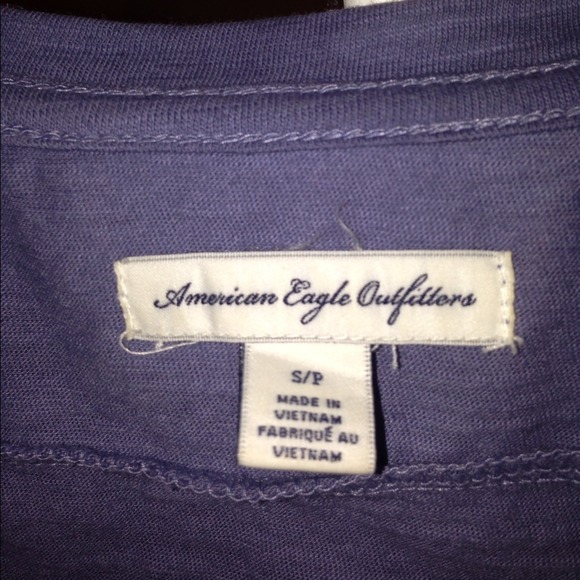 American Eagle Outfitters
S/P
MADE IN
VIETNAM
FABRIQUÉ AU
VIETNAM